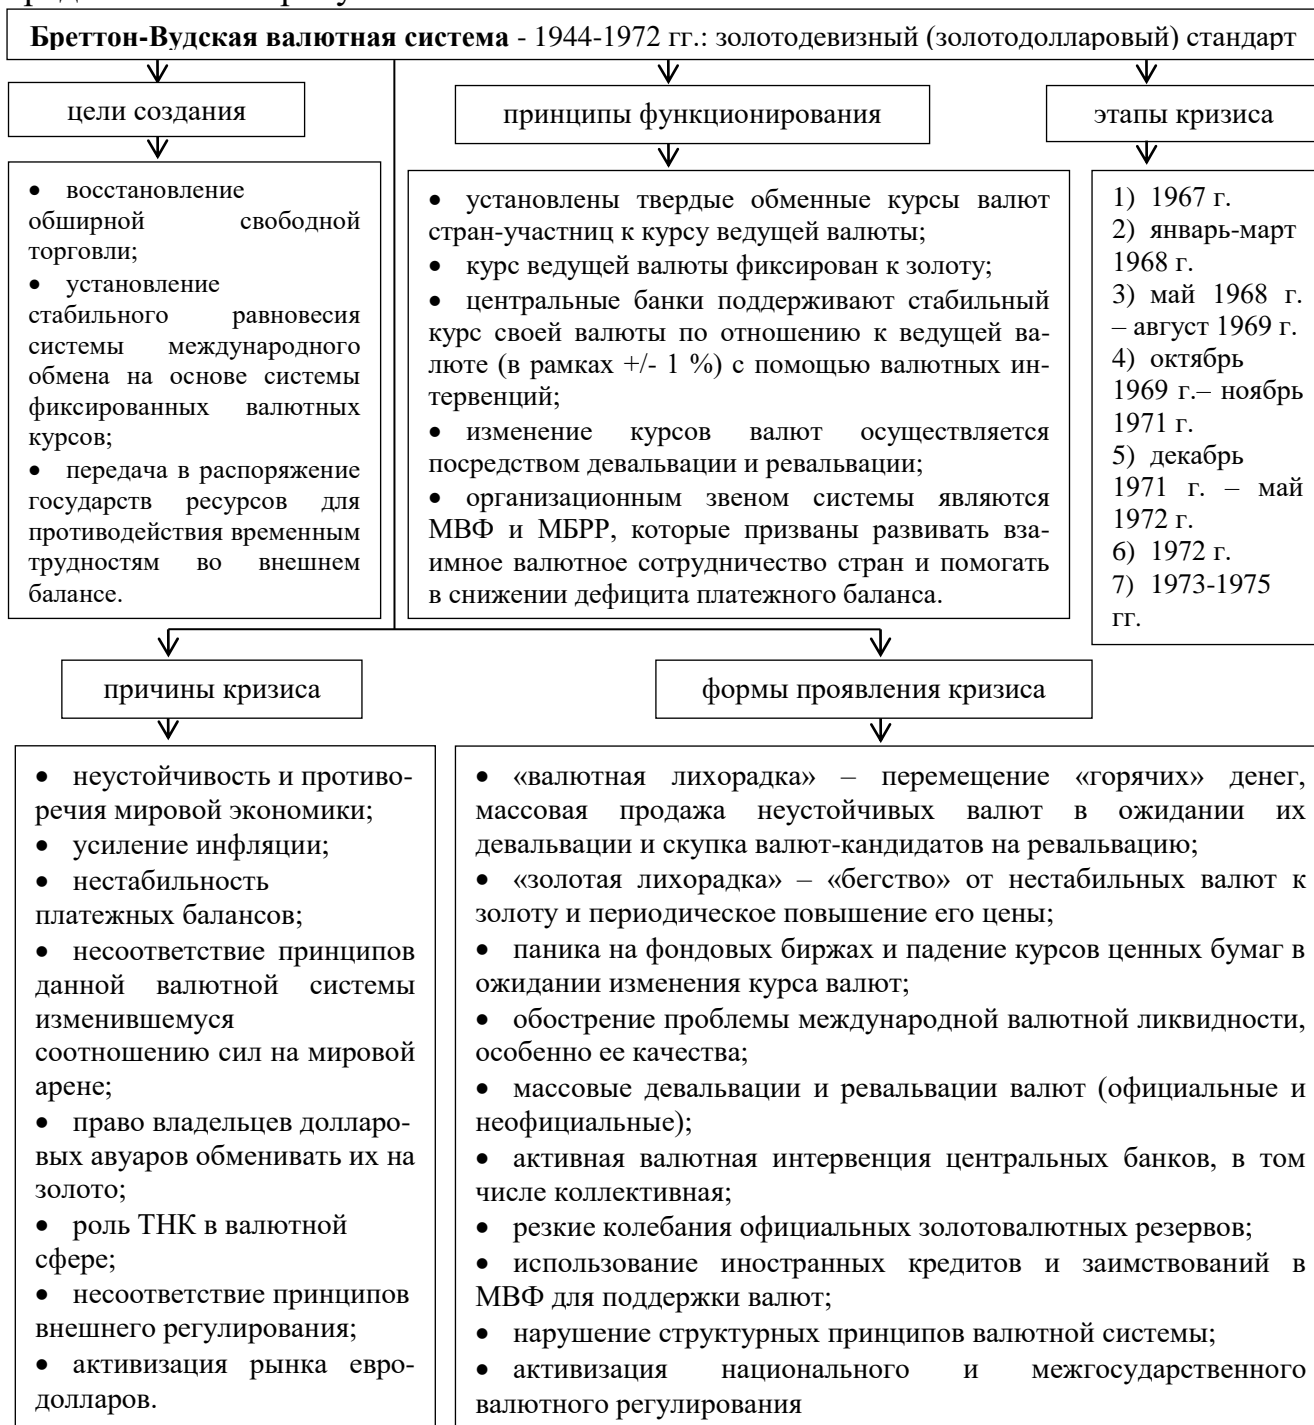 Бреттон-Вудская валютная система - 1944-1972 гг.: золотодевизный (золотодолларовый) стандарт
цели создания
• восстановление
обширной свободной
торговли;
• установление
стабильного равновесия
системы международного
обмена на основе системы
фиксированных валютных
курсов;
• передача в распоряжение
государств ресурсов для
противодействия временным
трудностям во внешнем
балансе.
принципы функционирования
• установлены твердые обменные курсы валют
стран-участниц к курсу ведущей валюты;
• курс ведущей валюты фиксирован к золоту;
• центральные банки поддерживают стабильный
курс своей валюты по отношению к ведущей ва-
люте (в рамках +/- 1 %) с помощью валютных ин-
тервенций;
• изменение курсов валют осуществляется
посредством девальвации и ревальвации;
• организационным звеном системы являются
МВФ и МБРР, которые призваны развивать вза-
имное валютное сотрудничество стран и помогать
в снижении дефицита платежного баланса.
этапы кризиса
1) 1967 г.
2) январь-март
1968 г.
3) май 1968 г.
– август 1969 г.
4) октябрь
1969 г.– ноябрь
1971 г.
5) декабрь
1971 г. – май
1972 г.
6) 1972 г.
7) 1973-1975
гг.
причины кризиса
• неустойчивость и противо-
речия мировой экономики;
• усиление инфляции;
• нестабильность
платежных балансов;
• несоответствие принципов
данной валютной системы
изменившемуся
соотношению сил на мировой
арене;
• право владельцев долларо-
вых авуаров обменивать их на
золото;
• роль ТНК в валютной
сфере;
• несоответствие принципов
внешнего регулирования;
• активизация рынка евро-
долларов.
формы проявления кризиса
• «валютная лихорадка» – перемещение «горячих» денег,
массовая продажа неустойчивых валют в ожидании их
девальвации и скупка валют-кандидатов на ревальвацию;
• «золотая лихорадка» – «бегство» от нестабильных валют к
золоту и периодическое повышение его цены;
• паника на фондовых биржах и падение курсов ценных бумаг в
ожидании изменения курса валют;
• обострение проблемы международной валютной ликвидности,
особенно ее качества;
• массовые девальвации и ревальвации валют (официальные и
неофициальные);
• активная валютная интервенция центральных банков, в том
числе коллективная;
• резкие колебания официальных золотовалютных резервов;
• использование иностранных кредитов и заимствований в
МВФ для поддержки валют;
• нарушение структурных принципов валютной системы;
• активизация национального и межгосударственного
валютного регулирования